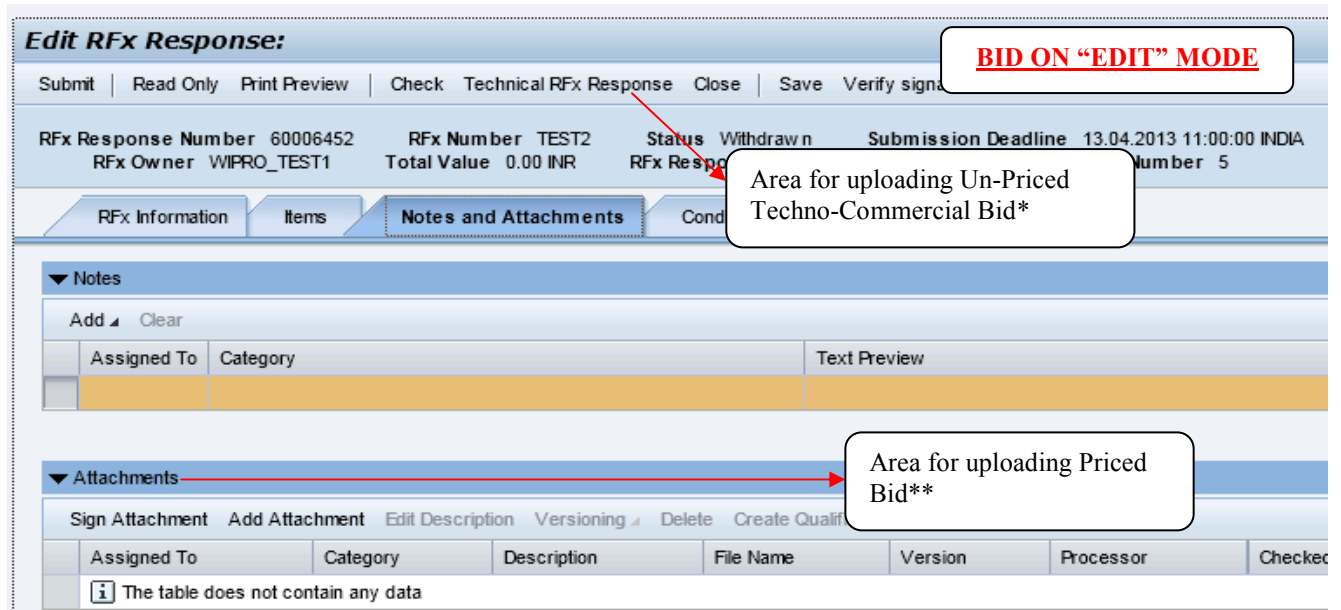 Edit RFx Response:
BID ON “EDIT” MODE
Submit Read Only Print Preview Check Technical RFx Response Close Save Verify
RFx Response Number 60006452 RFx Number TEST2 Status Withdrawn Submission Deadline 13.04.2013 11:00:00 INDIA
RFx Owner WIPRO_TEST1 Total Value 0.00 INR RFx Number 5
Area for uploading Un-Priced
Techno-Commercial Bid*
RFx Information Items Notes and Attachments
Notes
Add Clear
Assigned To Category Text Preview
Area for uploading Priced
Bid**
Attachments
Sign Attachment Add Attachment Edit Description Versioning Delete Create
Assigned To Category Description File Name Version Processor Checked
The table does not contain any data